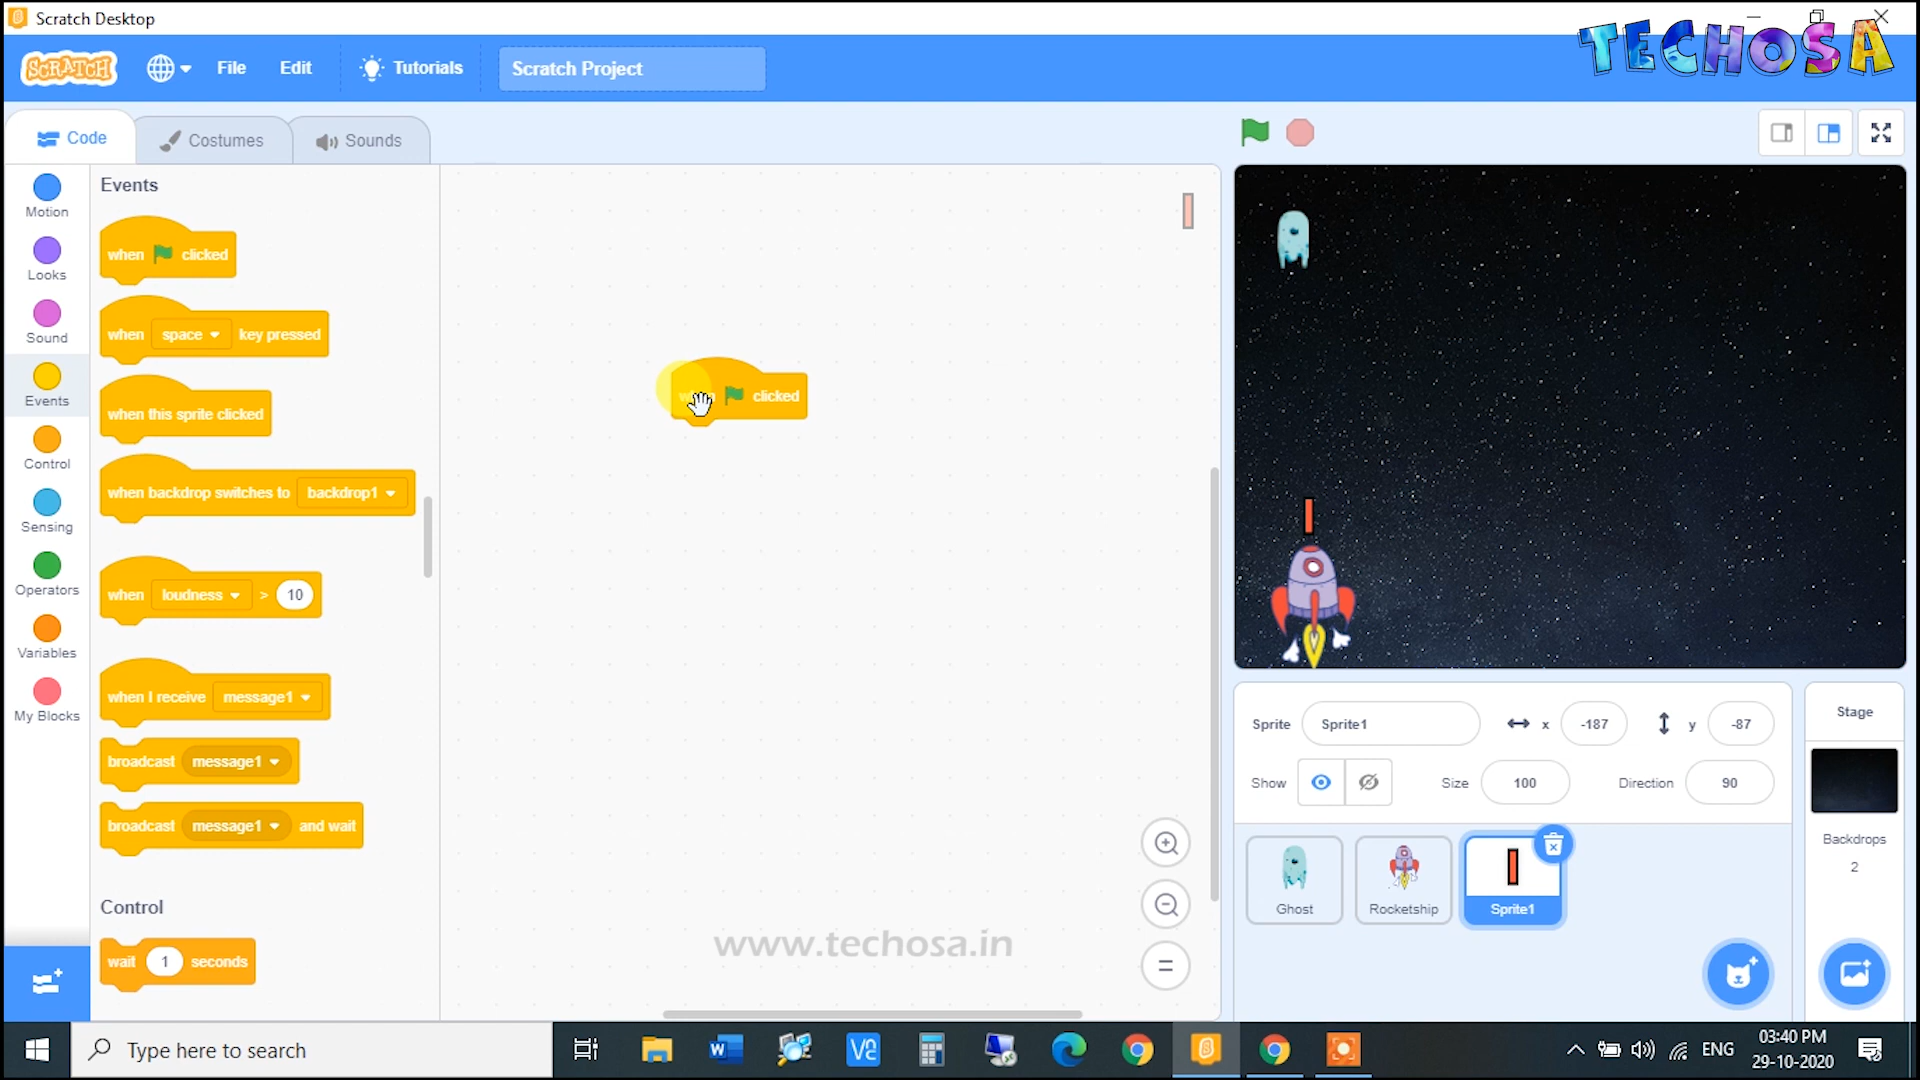 Scratch Desktop
TECHOSA
SCRATCH
File
Edit
Tutorials
Scratch Project
Code
Costumes
Sounds
Motion
Looks
Sound
Events
Control
Sensing
Operators
Variables
My Blocks
Events
when clicked
when space key pressed
when this sprite clicked
when backdrop switches to backdrop1
when loudness > 10
when I receive message1
broadcast message1
broadcast message1 and wait
Control
wait 1 seconds
clicked
www.techosa.in
Sprite
Sprite1
x
-187
y
-87
Show
Size
100
Direction
90
Ghost
Rocketship
Sprite1
Stage
Backdrops
2
Type here to search
ENG
03:40 PM
29-10-2020